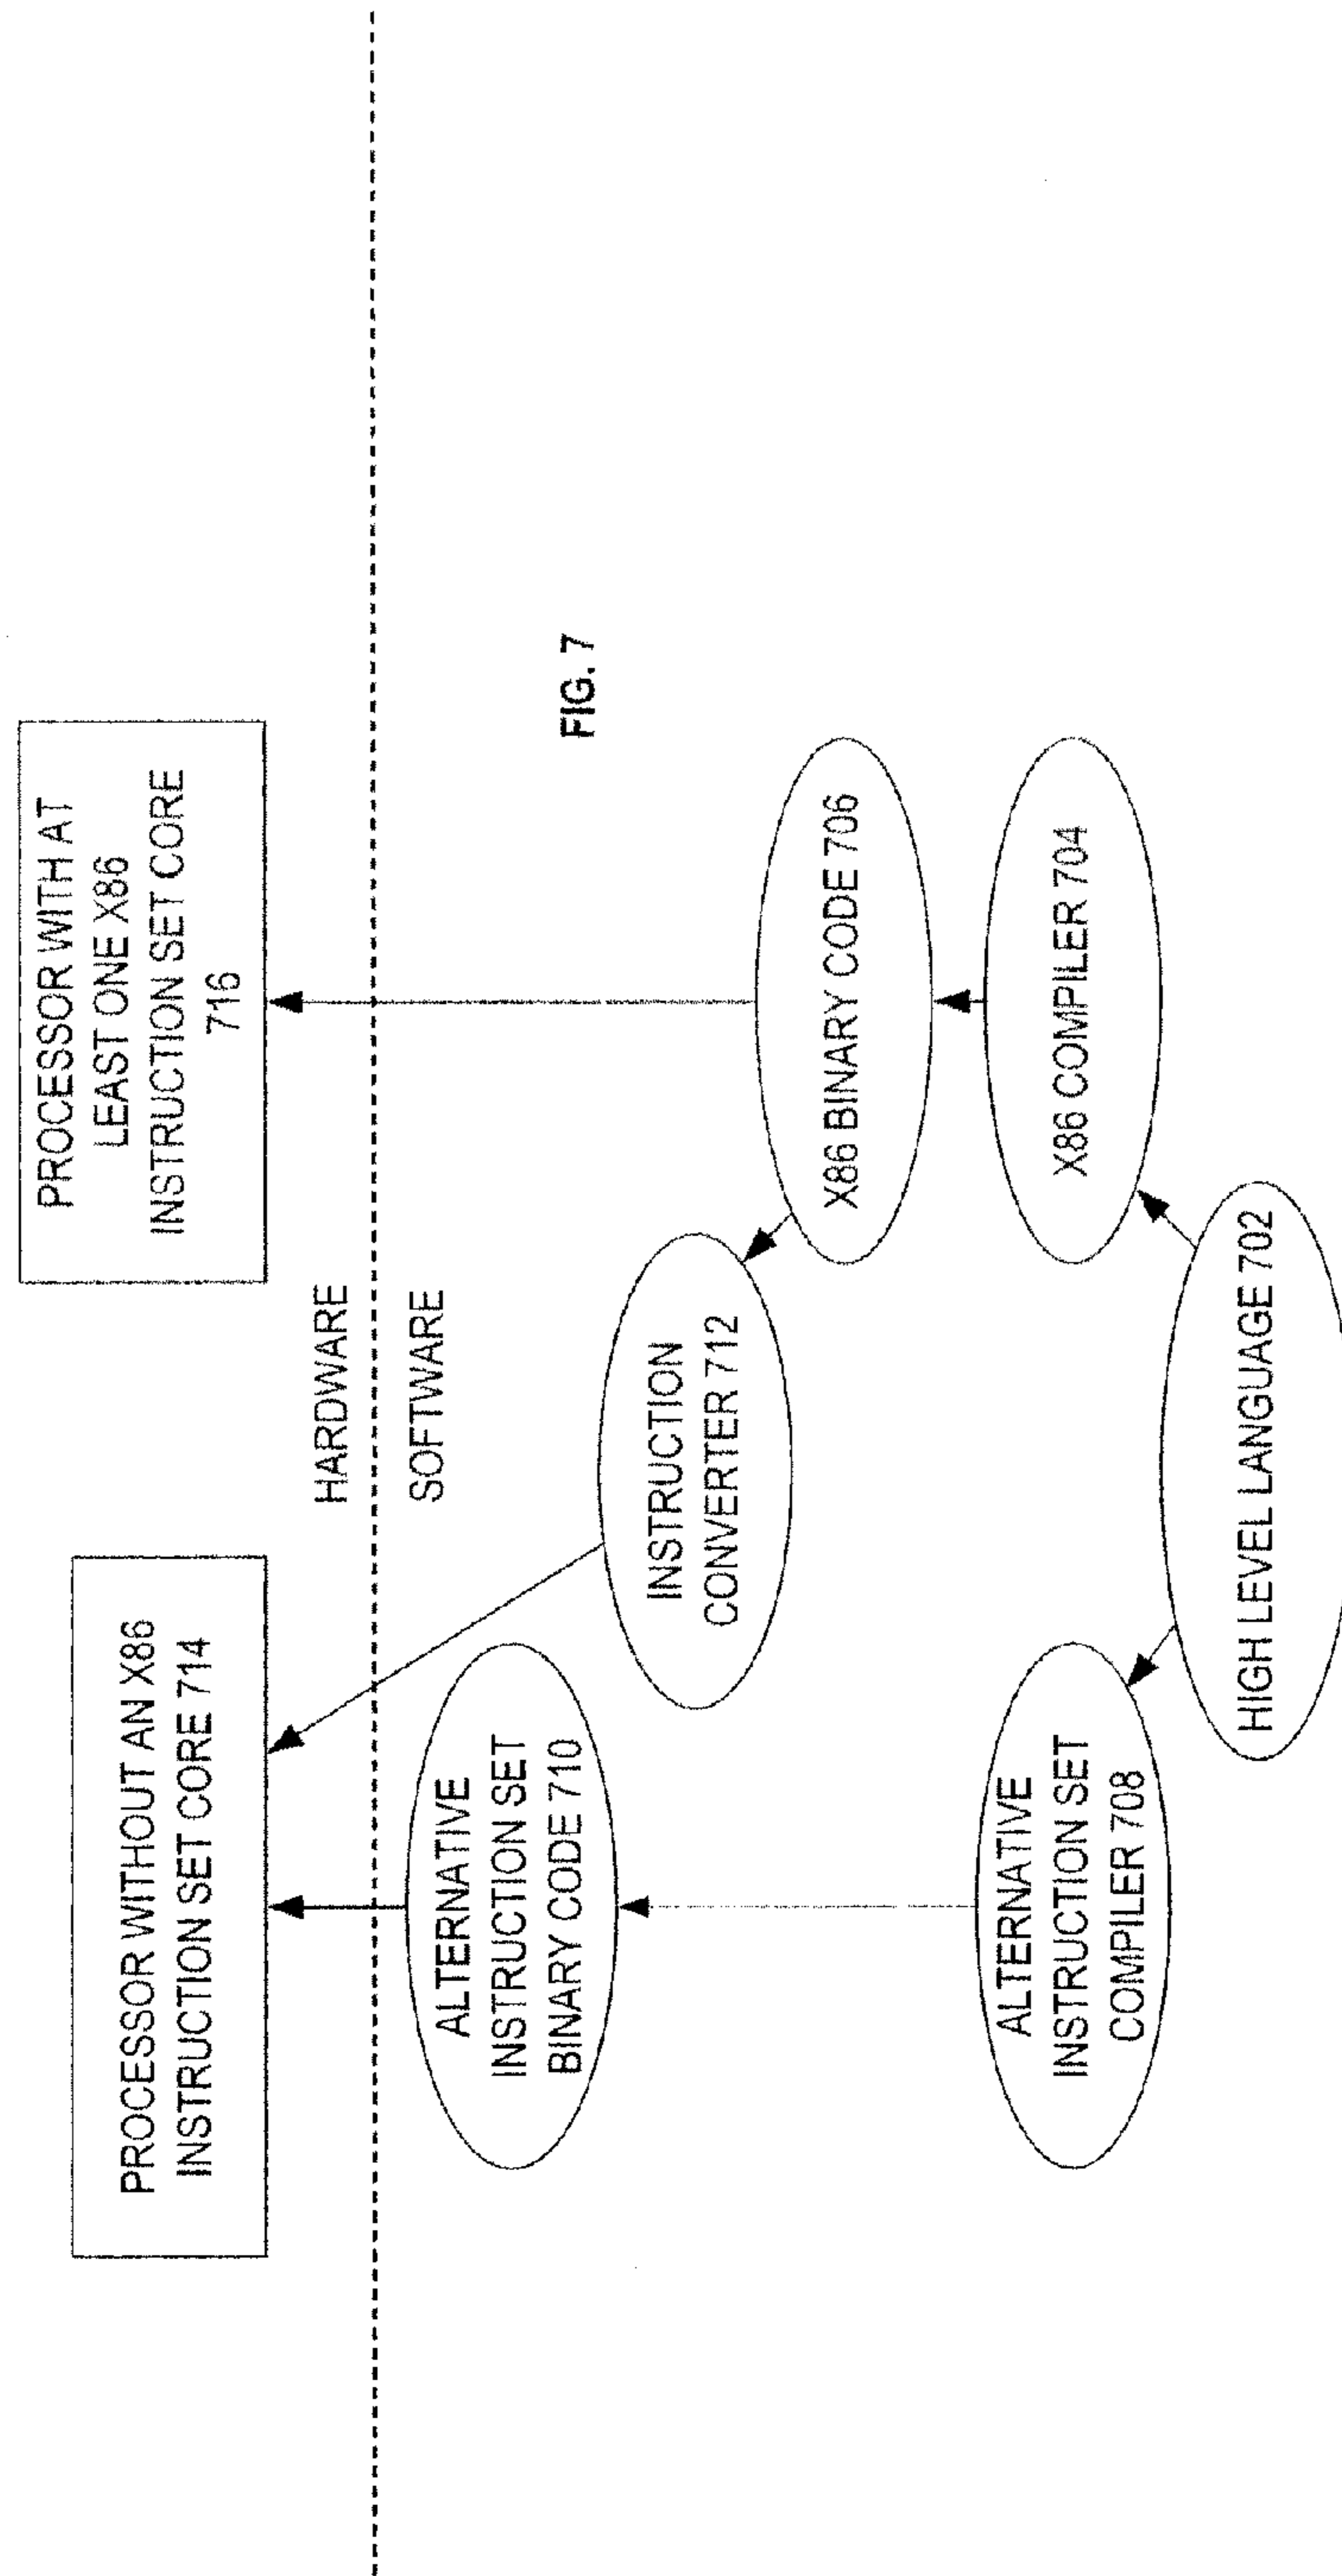 PROCESSOR WITHOUT AN X86
INSTRUCTION SET CORE 714
PROCESSOR WITH AT
LEAST ONE X86
INSTRUCTION SET CORE
716
HARDWARE
SOFTWARE
ALTERNATIVE
INSTRUCTION SET
BINARY CODE 710
INSTRUCTION
CONVERTER 712
FIG. 7
X86 BINARY CODE 706
ALTERNATIVE
INSTRUCTION SET
COMPILER 708
X86 COMPILER 704
HIGH LEVEL LANGUAGE 702